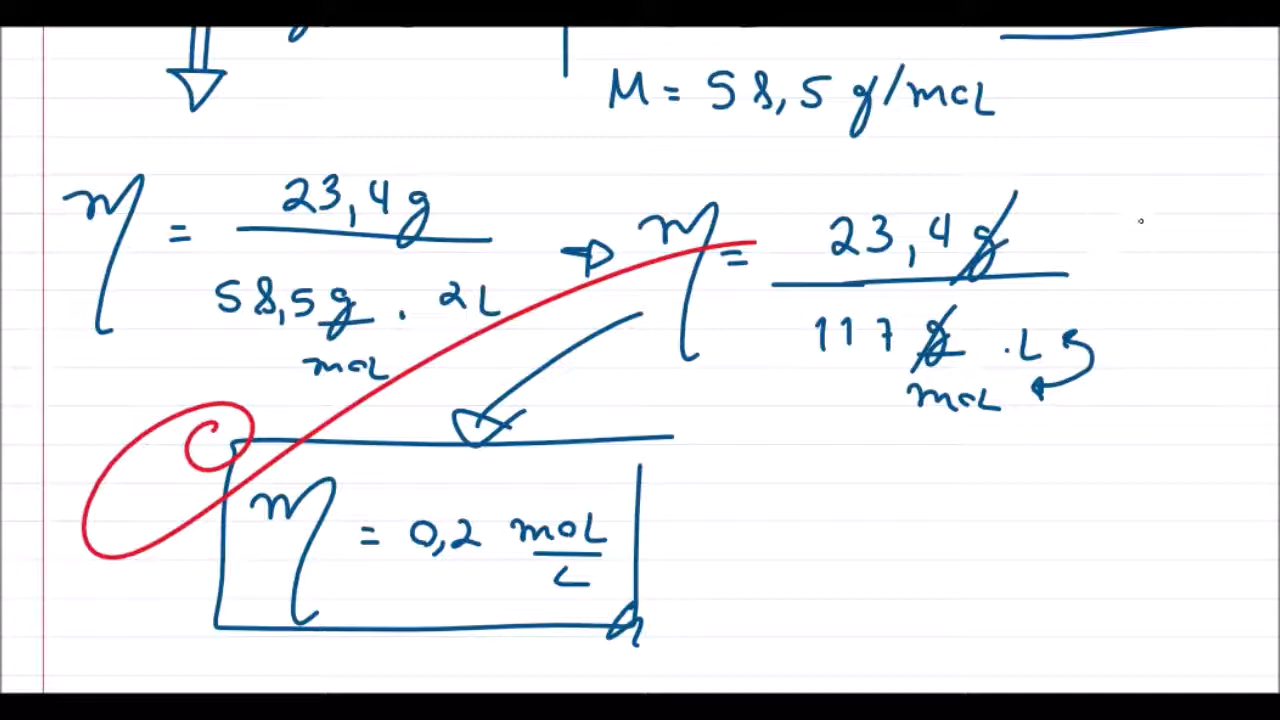 M = 58,5 g/mol
m = 23,4 g / 58,5 g/mol . 2L → m = 23,4 g / 117 g/mol . L
m = 0,2 mol/L